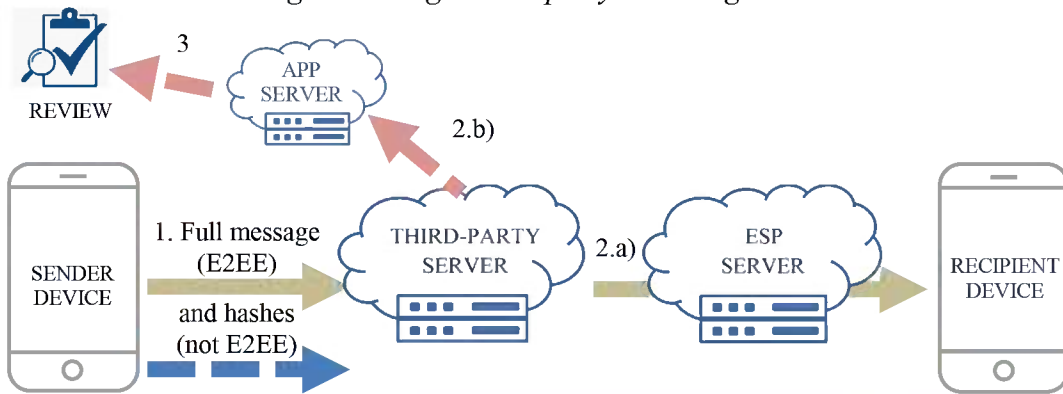 3
APP
SERVER
REVIEW
2.b)
1. Full message
(E2EE)
THIRD-PARTY
SERVER
2.a)
ESP
SERVER
SENDER
DEVICE
RECIPIENT
DEVICE
and hashes
(not E2EE)